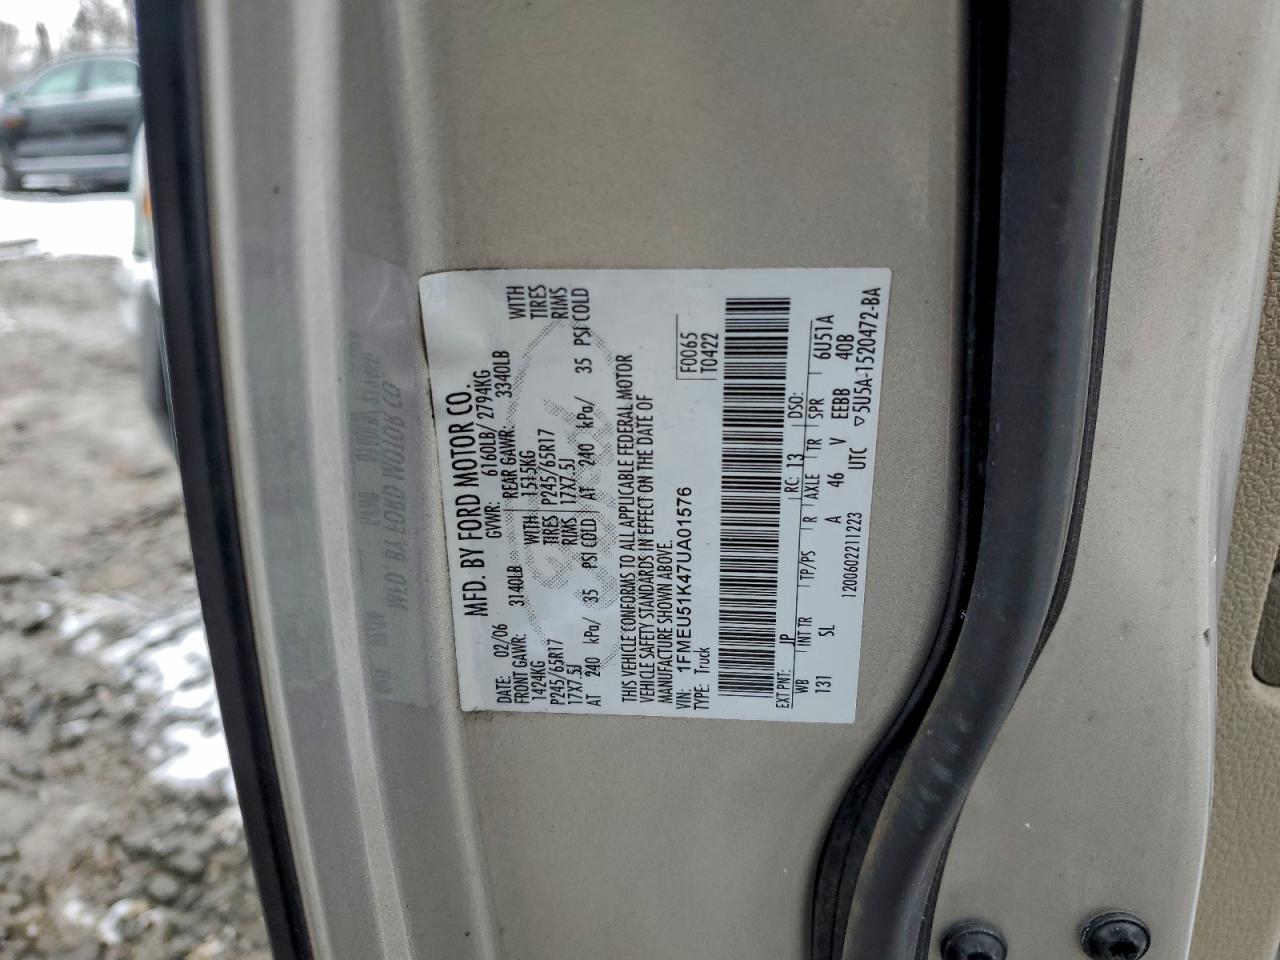 MFD. BY FORD MOTOR CO.
DATE: 02/06 GVWR: 6160LB/ 2794KG
FRONT GAWR: 3140LB REAR GAWR: 3340LB
1424KG WITH 1515KG WITH
P245/65R17 TIRES P245/65R17 TIRES
17X7.5J RIMS 17X7.5J RIMS
AT 240 kPa/ 35 PSI COLD AT 240 kPa/ 35 PSI COLD
THIS VEHICLE CONFORMS TO ALL APPLICABLE FEDERAL MOTOR
VEHICLE SAFETY STANDARDS IN EFFECT ON THE DATE OF
MANUFACTURE SHOWN ABOVE.
VIN: 1FMEU51K47UA01576 F0065
TYPE: Truck T0422
EXT PNT: JP RC: 13 DSO:
WB INT TR TP/PS R AXLE TR SPR 6U51A
131 SL A 46 V EEBB 40B
1200602211223 UTC ▽5U5A-1520472-BA